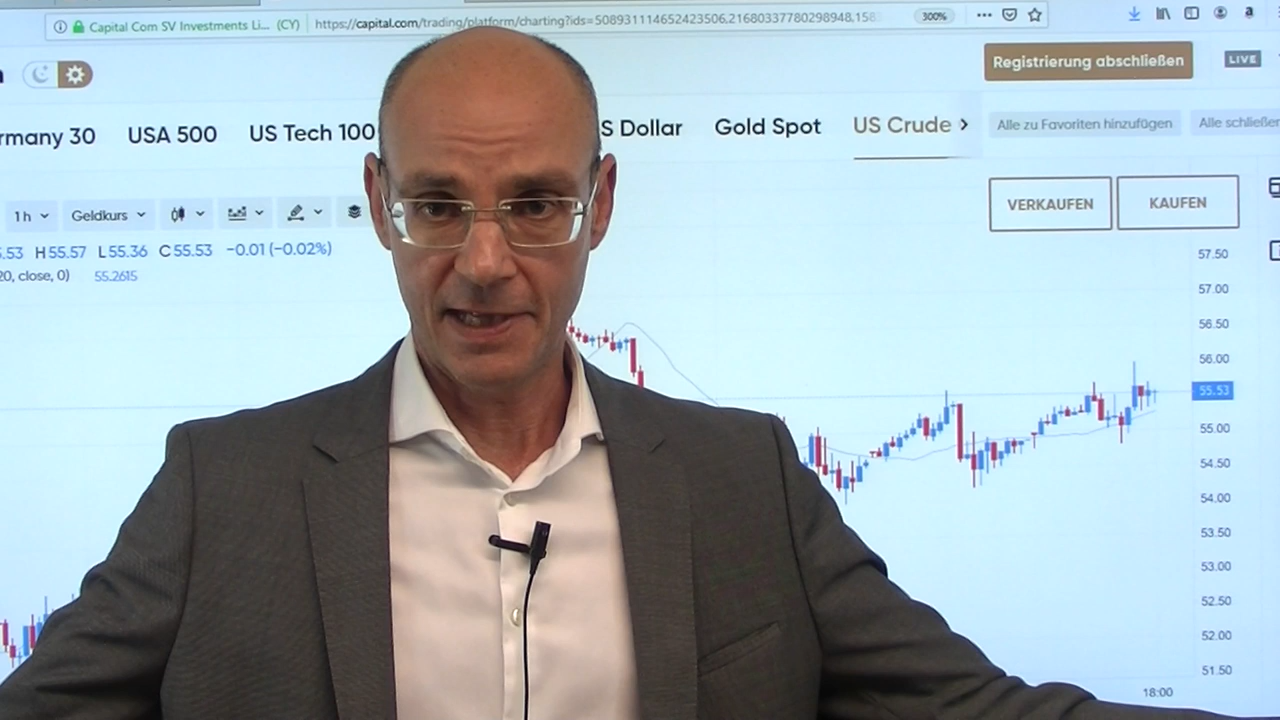 Capital Com SV Investments Li... (CY) https://capital.com/trading/platform/charting?ids=508931114652423506,21680337780298948,158 300%
Registrierung abschließen LIVE
rmany 30 USA 500 US Tech 100 S Dollar Gold Spot US Crude Alle zu Favoriten hinzufügen Alle schließen
1h Geldkurs VERKAUFEN KAUFEN
.53 H55.57 L55.36 C55.53 −0.01 (−0.02%)
20, close, 0) 55.2615
57.50
57.00
56.50
56.00
55.53
55.00
54.50
54.00
53.50
53.00
52.50
52.00
51.50
18:00